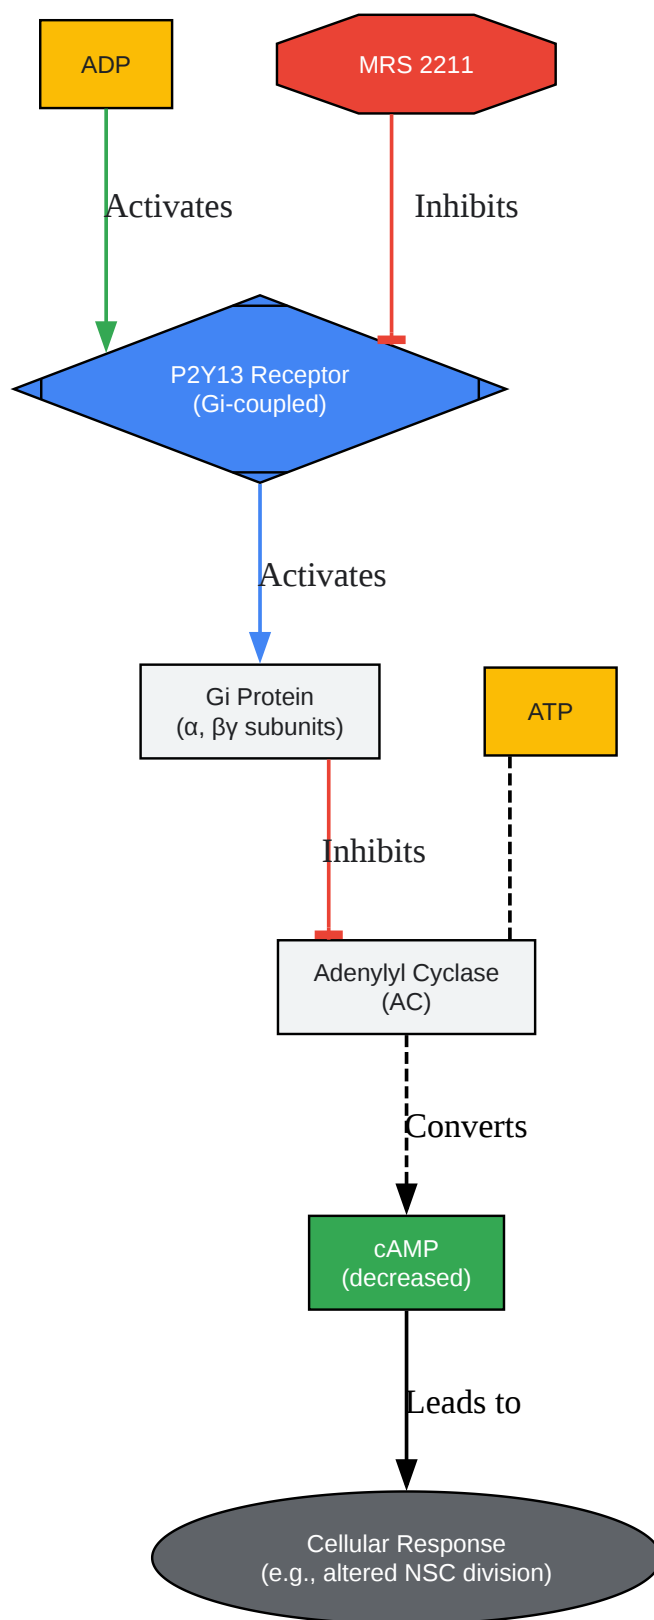 ADP
MRS 2211
Activates
Inhibits
P2Y13 Receptor
(Gi-coupled)
Activates
Gi Protein
(α, βγ subunits)
ATP
Inhibits
Adenylyl Cyclase
(AC)
Converts
cAMP
(decreased)
Leads to
Cellular Response
(e.g., altered NSC division)